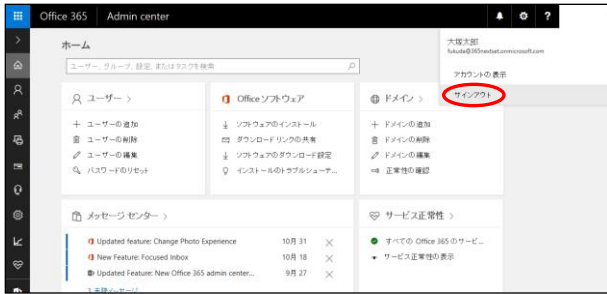 Office 365 Admin center
?
大塚太郎
ホーム
ユーザー、グループ、設定、またはタスクを検索
アカウントの表示
サインアウト
ユーザー >
Office ソフトウェア
ドメイン >
ユーザーの追加
ソフトウェアのインストール
ドメインの追加
ユーザーの削除
ダウンロードリンクの共有
ドメインの削除
ユーザーの編集
ソフトウェアのダウンロード設定
ドメインの編集
パスワードのリセット
インストールのトラブルシュー...
正常性の確認
メッセージ センター >
サービス正常性 >
Updated feature: Change Photo Experience 10月 31
すべての Office 365 のサービ...
New Feature: Focused Inbox 10月 18
サービス正常性の表示
Updated Feature: New Office 365 admin center... 9月 27